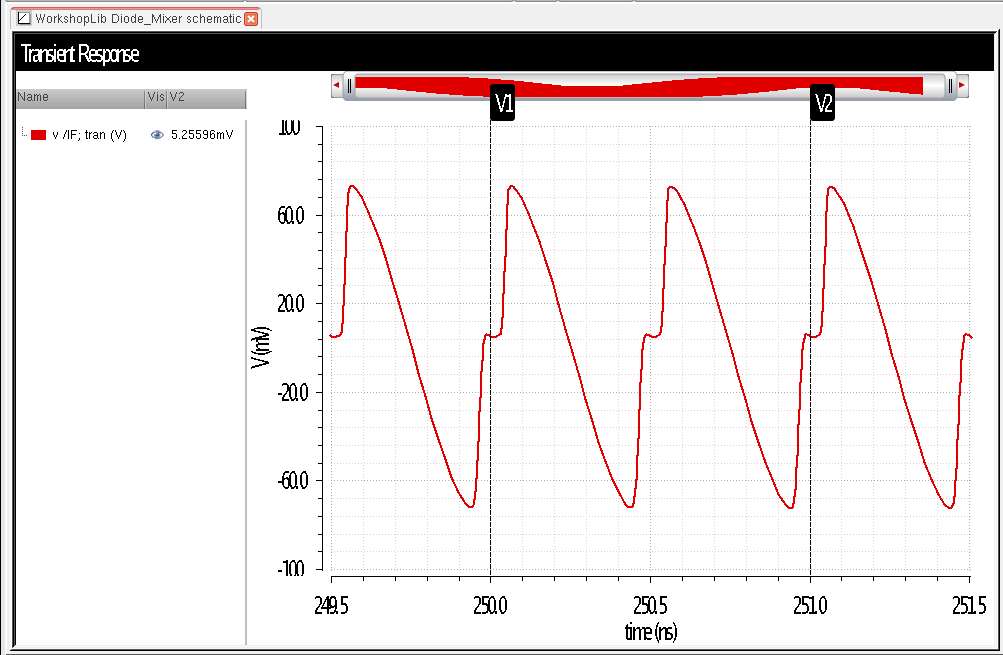 WorkshopLib Diode_Mixer schematic
Transient Response
Name Vis V2
v /IF; tran (V) 5.25596mV
V1 V2
100
60.0
20.0
-20.0
-60.0
-100
V (mV)
249.5 250.0 250.5 251.0 251.5
time (ns)